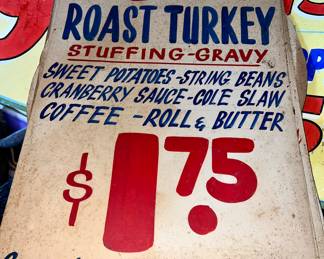 ROAST TURKEY
STUFFING-GRAVY
SWEET POTATOES-STRING BEANS
CRANBERRY SAUCE-COLE SLAW
COFFEE -ROLL & BUTTER
$1.75